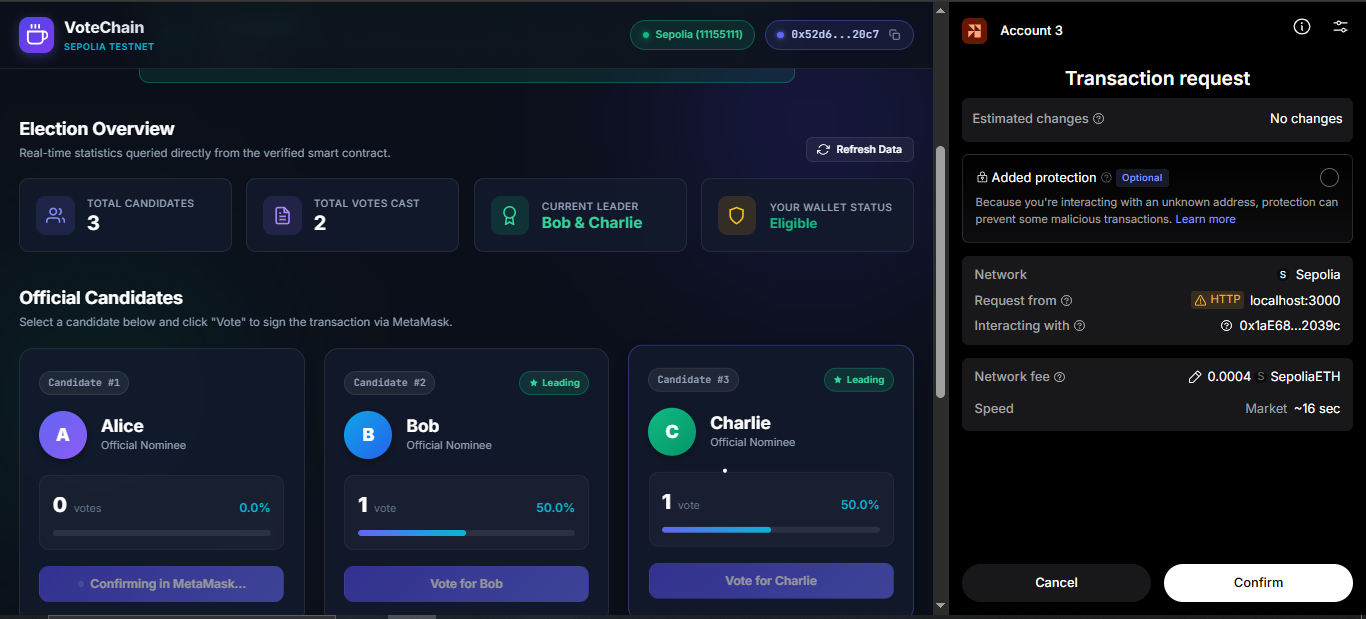 VoteChain
SEPOLIA TESTNET
Sepolia (11155111)
0x52d6...20c7
Election Overview
Real-time statistics queried directly from the verified smart contract.
Refresh Data
TOTAL CANDIDATES
3
TOTAL VOTES CAST
2
CURRENT LEADER
Bob & Charlie
YOUR WALLET STATUS
Eligible
Official Candidates
Select a candidate below and click "Vote" to sign the transaction via MetaMask.
Candidate #1
A
Alice
Official Nominee
0 votes
0.0%
Confirming in MetaMask...
Candidate #2
Leading
B
Bob
Official Nominee
1 vote
50.0%
Vote for Bob
Candidate #3
Leading
C
Charlie
Official Nominee
1 vote
50.0%
Vote for Charlie
Account 3
Transaction request
Estimated changes
No changes
Added protection
Optional
Because you're interacting with an unknown address, protection can
prevent some malicious transactions. Learn more
Network
S Sepolia
Request from
HTTP localhost:3000
Interacting with
0x1aE68...2039c
Network fee
0.0004 S SepoliaETH
Speed
Market ~16 sec
Cancel
Confirm